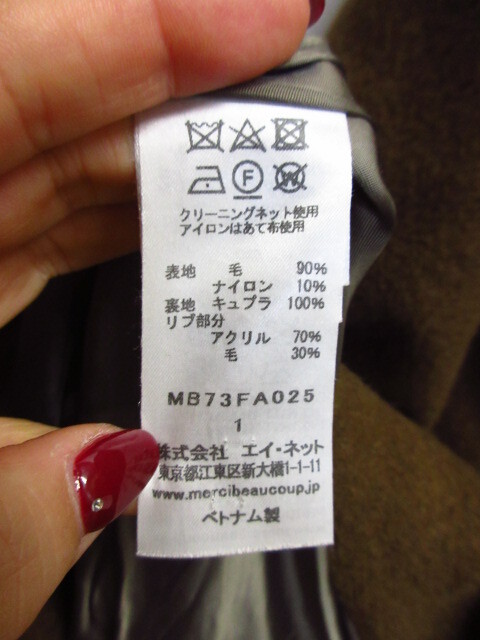 F W
クリーニングネット使用
アイロンはあて布使用
表地 毛 90%
ナイロン 10%
裏地 キュプラ 100%
リブ部分
アクリル 70%
毛 30%
MB73FA025
1
株式会社 エイ・ネット
東京都江東区新大橋1-1-11
www.mercibeaucoup.jp
ベトナム製